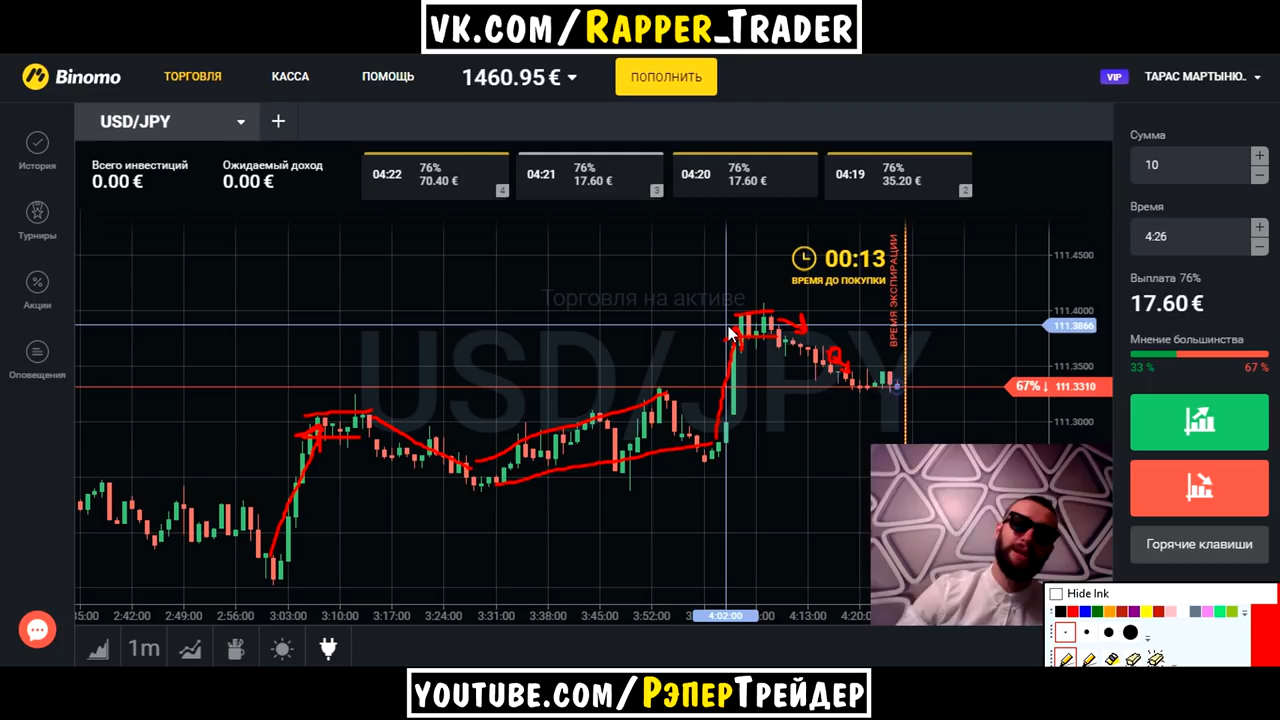 vk.com/Rapper_Trader
Binomo
ТОРГОВЛЯ
КАССА
ПОМОЩЬ
1460.95 €
ПОПОЛНИТЬ
VIP
ТАРАС МАРТЫНЮ..
USD/JPY
+
История
Турниры
Акции
Оповещения
Всего инвестиций
0.00 €
Ожидаемый доход
0.00 €
04:22
76%
70.40 €
4
04:21
76%
17.60 €
3
04:20
76%
17.60 €
04:19
76%
35.20 €
2
00:13
ВРЕМЯ ДО ПОКУПКИ
ВРЕМЯ ЭКСПИРАЦИИ
Торговля на активе
USD/JPY
111.4500
111.4000
111.3866
111.3500
67% ↓ 111.3310
111.3000
Сумма
10
Время
4:26
Выплата 76%
17.60 €
Мнение большинства
33 %
67 %
Горячие клавиши
Hide Ink
2:42:00
2:49:00
2:56:00
3:03:00
3:10:00
3:17:00
3:24:00
3:31:00
3:38:00
3:45:00
3:52:00
4:02:00
4:13:00
1m
youtube.com/РэперТрейдер